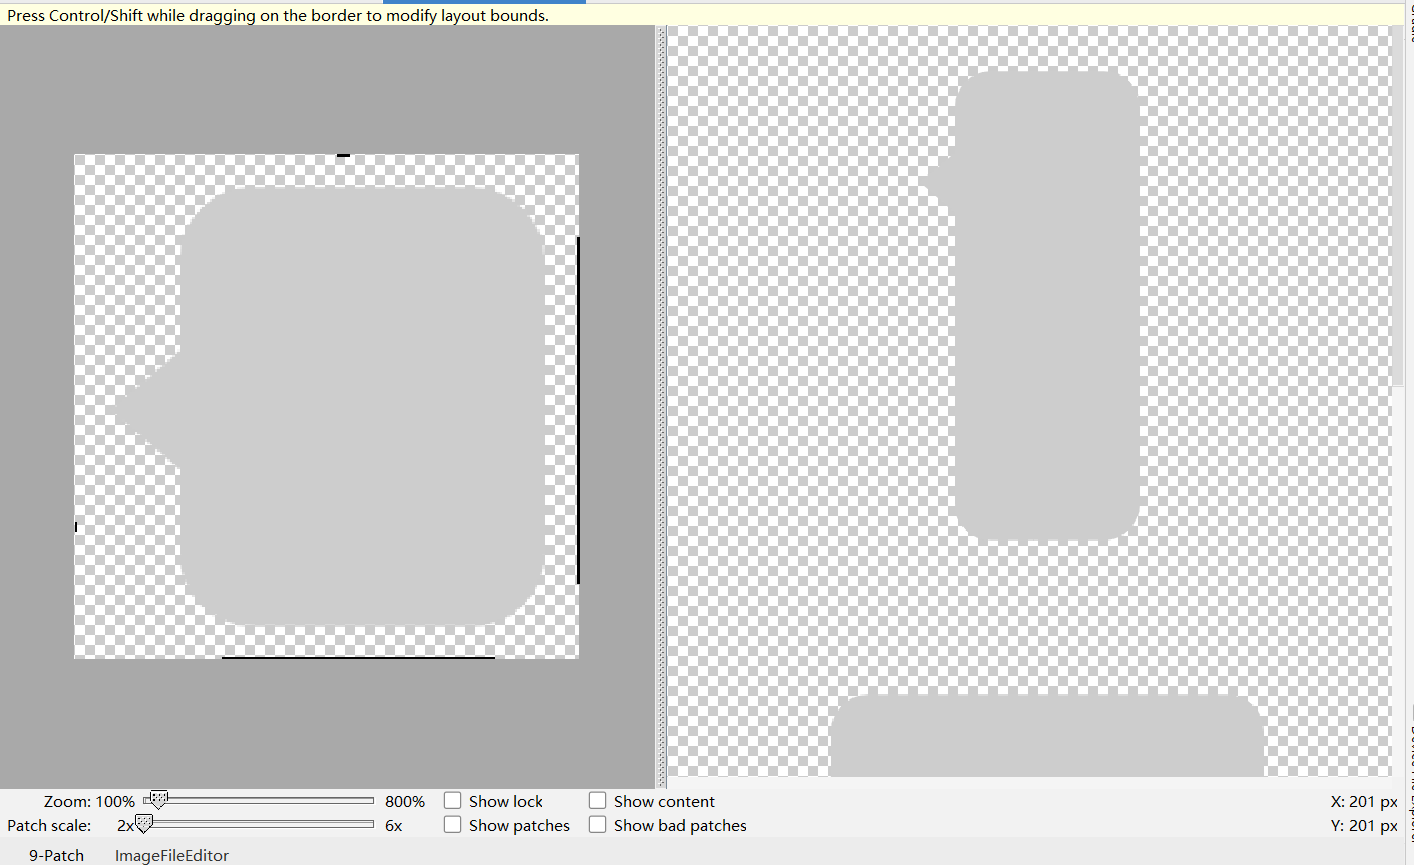 Press Control/Shift while dragging on the border to modify layout bounds.
Zoom: 100% 800% Show lock Show content X: 201 px
Patch scale: 2x 6x Show patches Show bad patches Y: 201 px
9-Patch ImageFileEditor